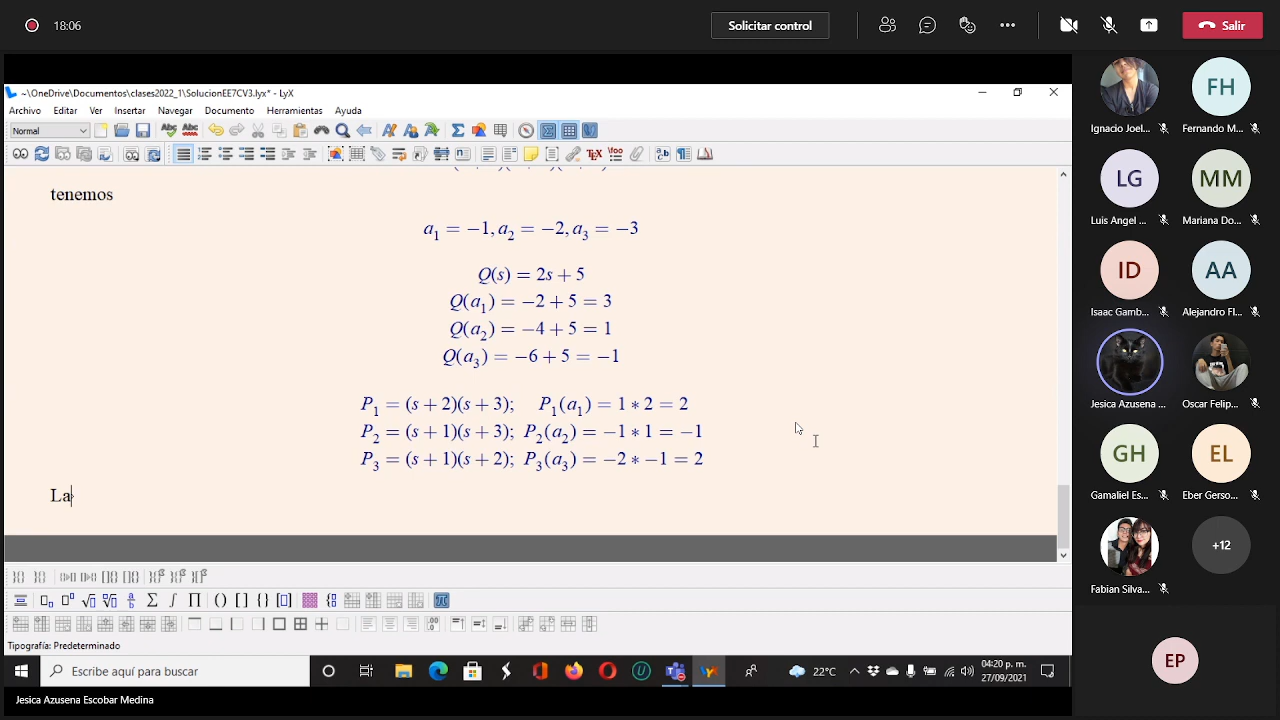 18:06
Solicitar control
Salir
~\OneDrive\Documentos\clases2022_1\SolucionEE7CV3.lyx* - LyX
Archivo Editar Ver Insertar Navegar Documento Herramientas Ayuda
Normal
tenemos
a₁ = −1, a₂ = −2, a₃ = −3
Q(s) = 2s + 5
Q(a₁) = −2 + 5 = 3
Q(a₂) = −4 + 5 = 1
Q(a₃) = −6 + 5 = −1
P₁ = (s + 2)(s + 3); P₁(a₁) = 1 * 2 = 2
P₂ = (s + 1)(s + 3); P₂(a₂) = −1 * 1 = −1
P₃ = (s + 1)(s + 2); P₃(a₃) = −2 * −1 = 2
La
Tipografía: Predeterminado
Escribe aquí para buscar
22°C
04:20 p. m.
27/09/2021
Jesica Azusena Escobar Medina
FH
Ignacio Joel... Fernando M...
LG MM
Luis Angel ... Mariana Do...
ID AA
Isaac Gamb... Alejandro Fl...
Jesica Azusena ... Oscar Felip...
GH EL
Gamaliel Es... Eber Gerso...
+12
Fabian Silva...
EP